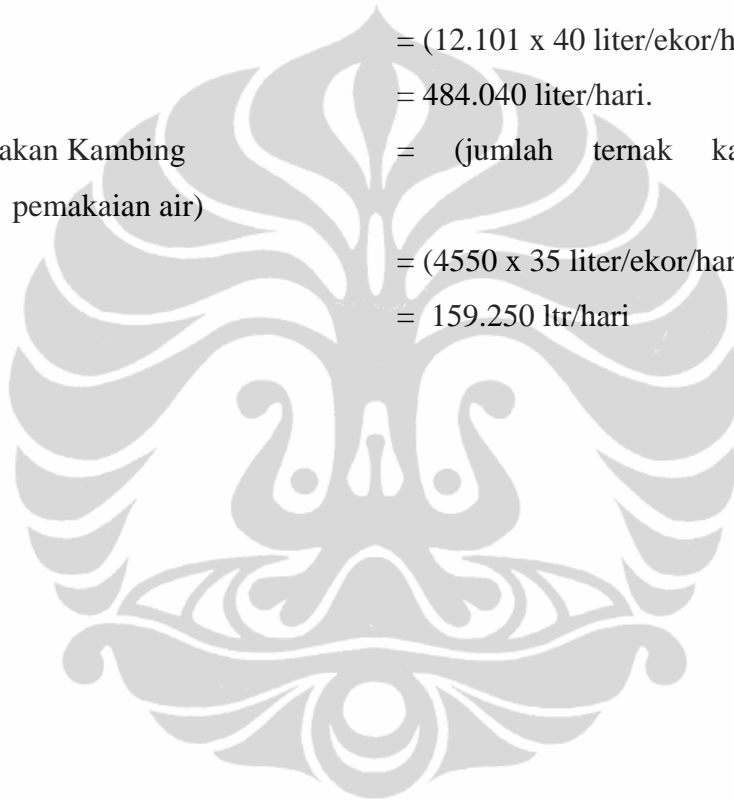 = (12.101 x 40 liter/ekor/h
= 484.040 liter/hari.
akan Kambing = (jumlah ternak ka
pemakaian air)
= (4550 x 35 liter/ekor/har
= 159.250 ltr/hari